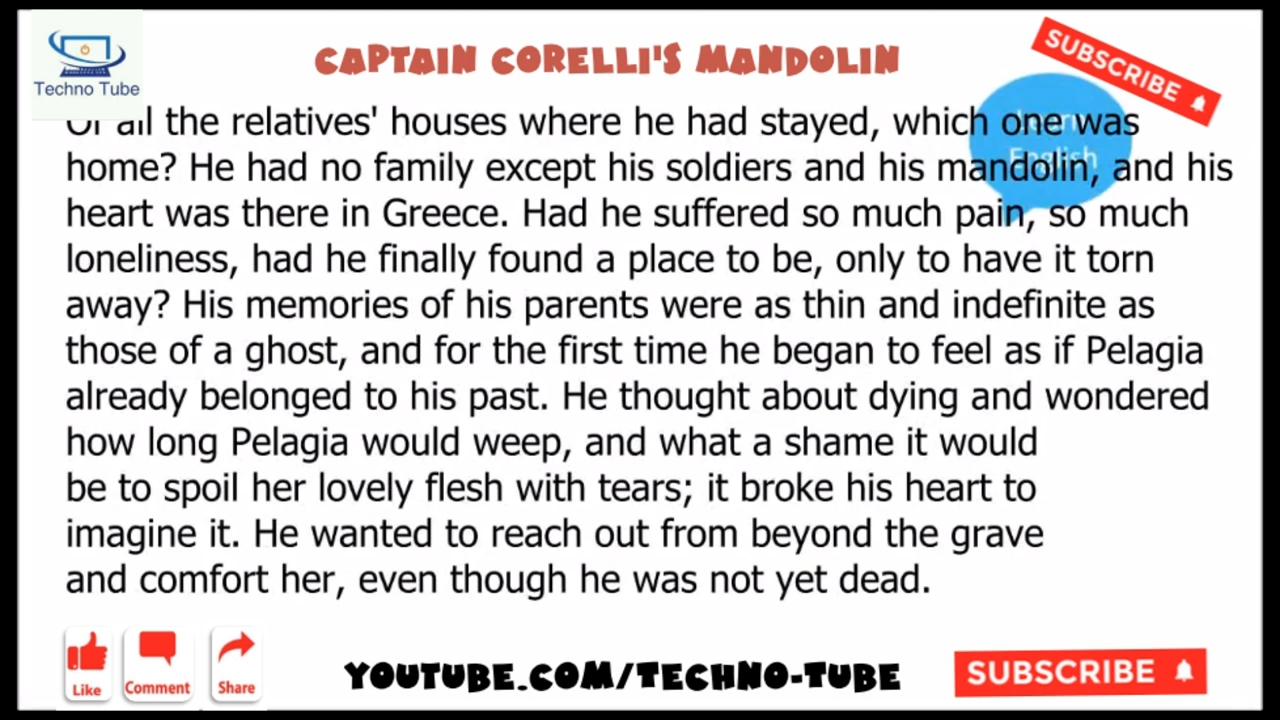 CAPTAIN CORELLI'S MANDOLIN
SUBSCRIBE
Techno Tube
Learn
English
Of all the relatives' houses where he had stayed, which one was
home? He had no family except his soldiers and his mandolin, and his
heart was there in Greece. Had he suffered so much pain, so much
loneliness, had he finally found a place to be, only to have it torn
away? His memories of his parents were as thin and indefinite as
those of a ghost, and for the first time he began to feel as if Pelagia
already belonged to his past. He thought about dying and wondered
how long Pelagia would weep, and what a shame it would
be to spoil her lovely flesh with tears; it broke his heart to
imagine it. He wanted to reach out from beyond the grave
and comfort her, even though he was not yet dead.
Like
Comment
Share
YOUTUBE.COM/TECHNO-TUBE
SUBSCRIBE